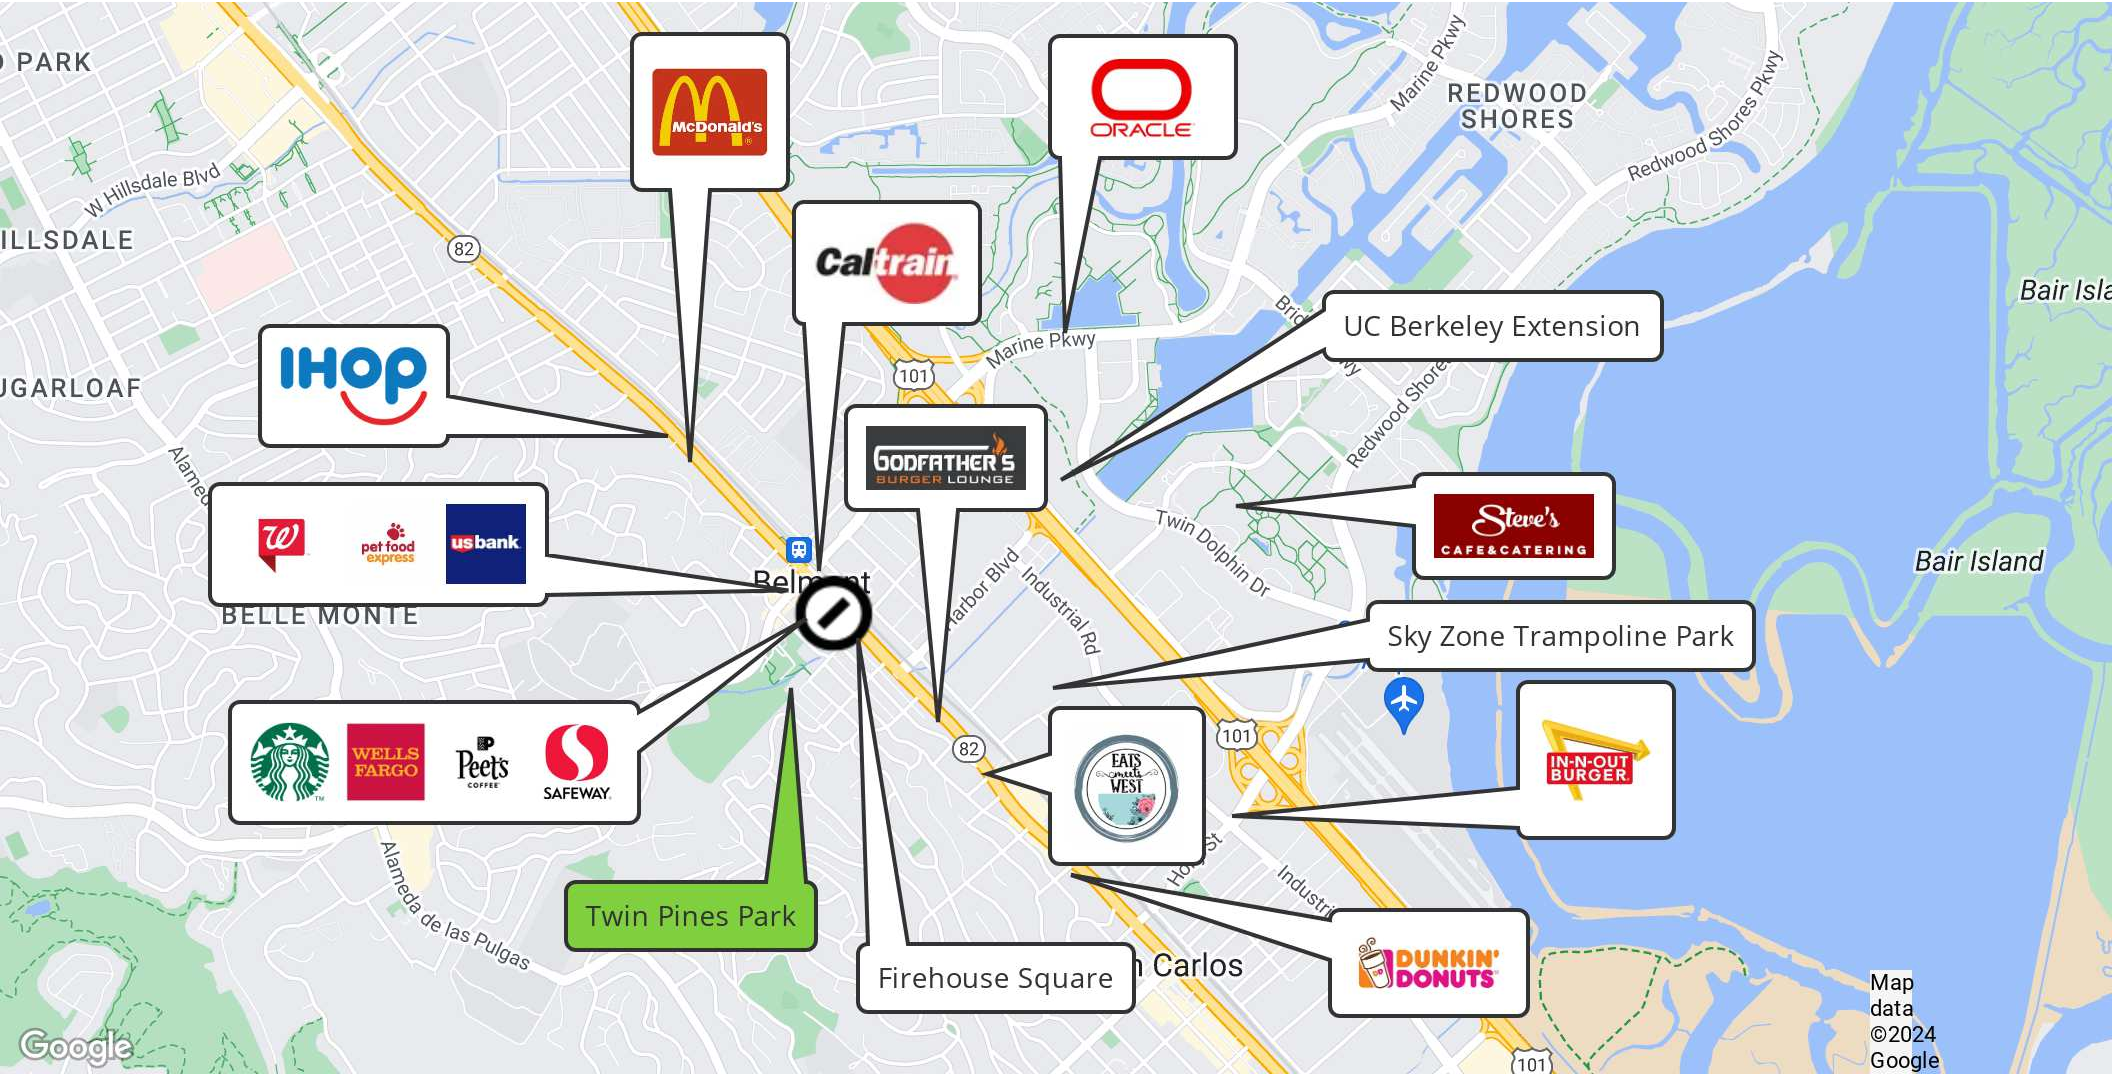 PARK
McDonald's
ORACLE
Marine Pkwy
REDWOOD
SHORES
Redwood Shores Pkwy
W Hillsdale Blvd
ILLSDALE
82
Caltrain
Bair Isla
UC Berkeley Extension
Marine Pkwy
101
IHOP
UGARLOAF
GODFATHER'S
BURGER LOUNGE
Redwood Shore
Alamed
Steve's
CAFE&CATERING
Twin Dolphin Dr
pet food
express
usbank
Bair Island
Belmont
Harbor Blvd
Industrial Rd
BELLE MONTE
Sky Zone Trampoline Park
82
101
EATS
meets
WEST
IN-N-OUT
BURGER
WELLS
FARGO
Peet's
COFFEE
SAFEWAY
Alameda de las Pulgas
Twin Pines Park
Firehouse Square
Carlos
DUNKIN'
DONUTS
101
Google
Map
data
©2024
Google